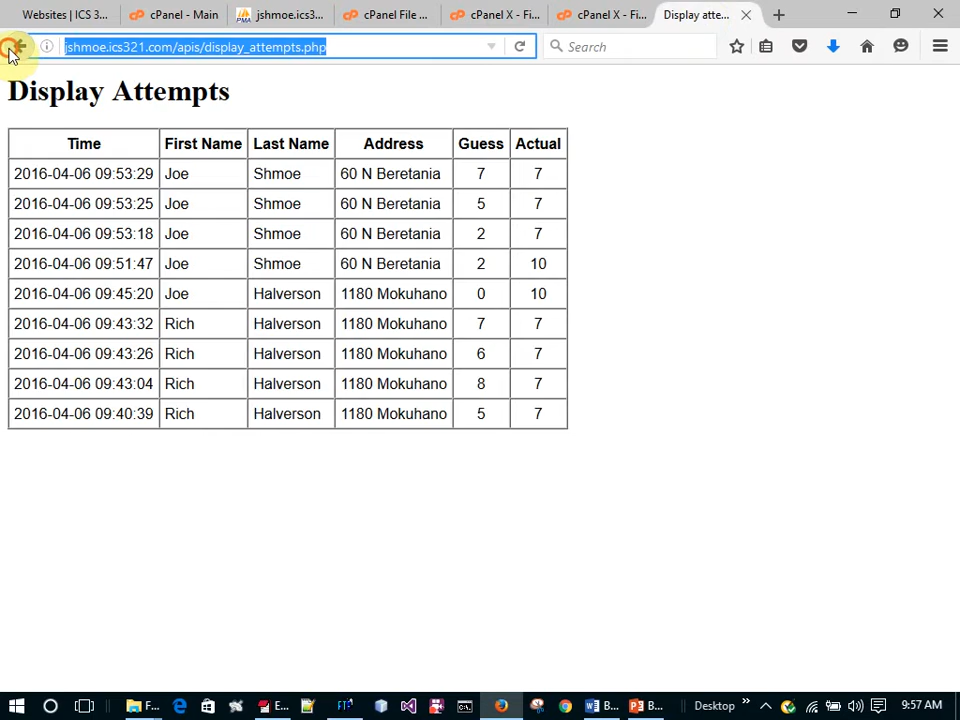 Websites | ICS 3...
cPanel - Main
jshmoe.ics3...
cPanel File ...
cPanel X - Fi...
cPanel X - Fi...
Display atte...
jshmoe.ics321.com/apis/display_attempts.php
Search
Display Attempts
Time First Name Last Name Address Guess Actual
2016-04-06 09:53:29 Joe Shmoe 60 N Beretania 7 7
2016-04-06 09:53:25 Joe Shmoe 60 N Beretania 5 7
2016-04-06 09:53:18 Joe Shmoe 60 N Beretania 2 7
2016-04-06 09:51:47 Joe Shmoe 60 N Beretania 2 10
2016-04-06 09:45:20 Joe Halverson 1180 Mokuhano 0 10
2016-04-06 09:43:32 Rich Halverson 1180 Mokuhano 7 7
2016-04-06 09:43:26 Rich Halverson 1180 Mokuhano 6 7
2016-04-06 09:43:04 Rich Halverson 1180 Mokuhano 8 7
2016-04-06 09:40:39 Rich Halverson 1180 Mokuhano 5 7
F...
E...
B...
B...
Desktop
9:57 AM